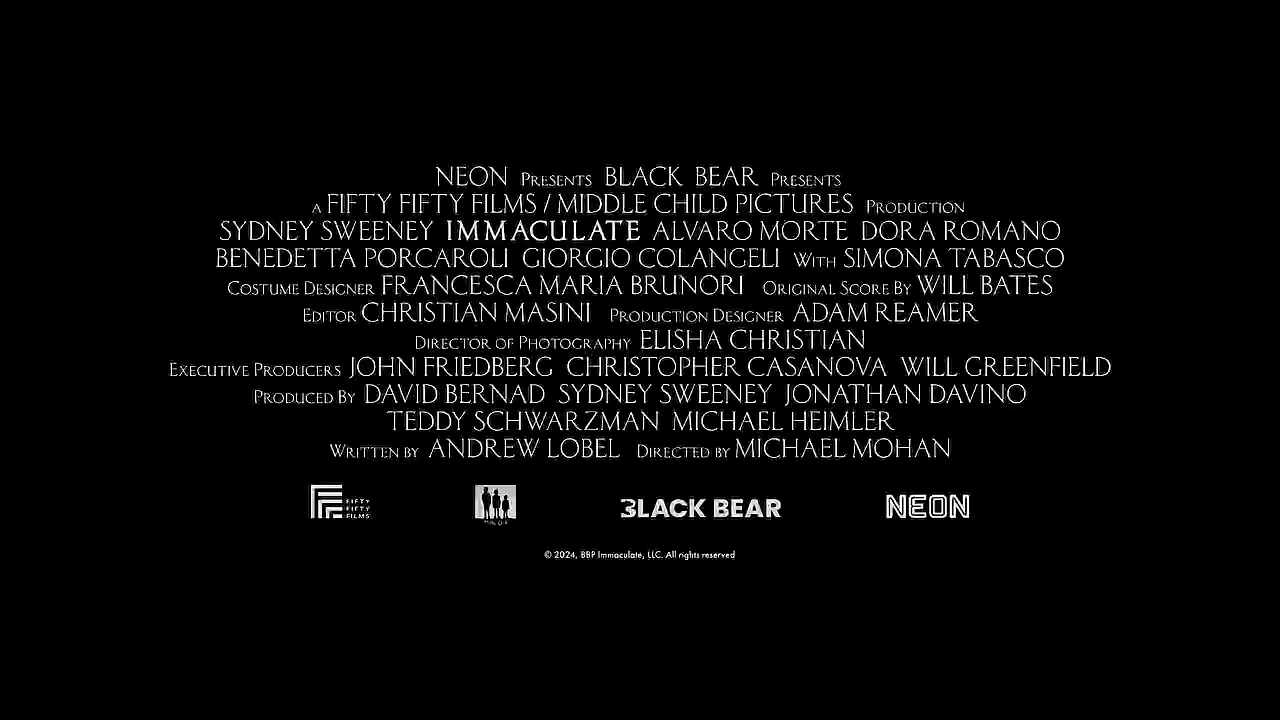 NEON PRESENTS BLACK BEAR PRESENTS
A FIFTY FIFTY FILMS / MIDDLE CHILD PICTURES PRODUCTION
SYDNEY SWEENEY IMMACULATE ALVARO MORTE DORA ROMANO
BENEDETTA PORCAROLI GIORGIO COLANGELI WITH SIMONA TABASCO
COSTUME DESIGNER FRANCESCA MARIA BRUNORI ORIGINAL SCORE BY WILL BATES
EDITOR CHRISTIAN MASINI PRODUCTION DESIGNER ADAM REAMER
DIRECTOR OF PHOTOGRAPHY ELISHA CHRISTIAN
EXECUTIVE PRODUCERS JOHN FRIEDBERG CHRISTOPHER CASANOVA WILL GREENFIELD
PRODUCED BY DAVID BERNAD SYDNEY SWEENEY JONATHAN DAVINO
TEDDY SCHWARZMAN MICHAEL HEIMLER
WRITTEN BY ANDREW LOBEL DIRECTED BY MICHAEL MOHAN
FIFTY
FIFTY
FILMS
BLACK BEAR
NEON
© 2024, BBP Immaculate, LLC. All rights reserved